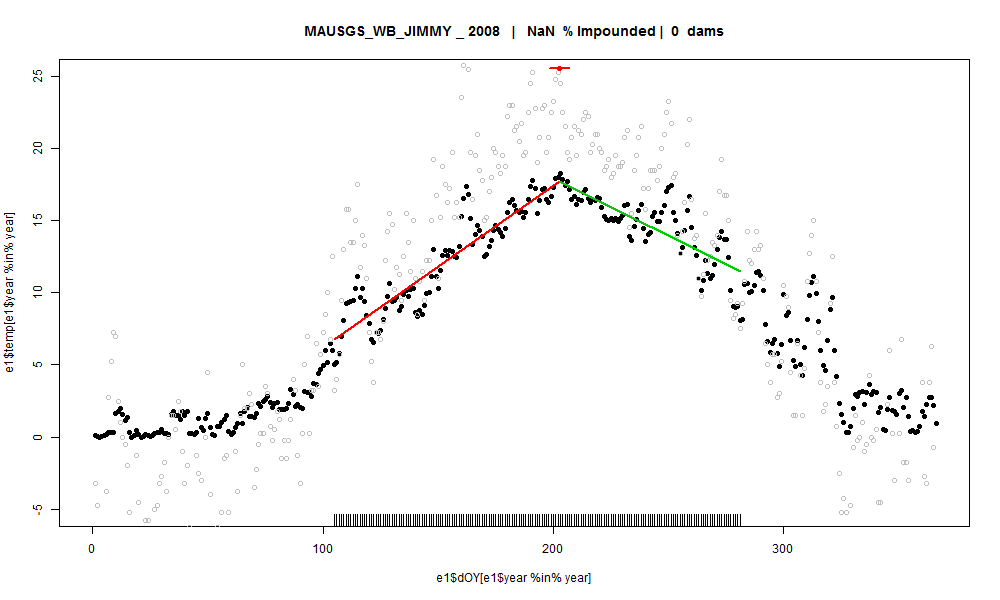 MAUSGS_WB_JIMMY _ 2008 | NaN % Impounded | 0 dams
e1$temp[e1$year %in% year]
25
20
15
10
5
0
-5
0 100 200 300
e1$dOY[e1$year %in% year]